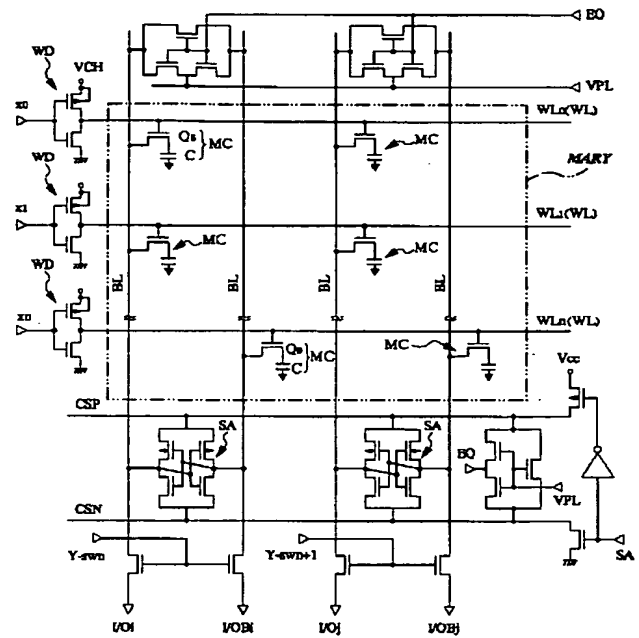 EQ
WD
VCH
VPL
x0
WL0(WL)
Qs
C
MC
MC
MARY
WD
x1
WL1(WL)
MC
MC
BL
BL
BL
BL
WD
xn
WLn(WL)
Qs
C
MC
MC
Vcc
CSP
SA
SA
EQ
VPL
CSN
Y-swn
Y-swn+1
SA
I/Oi
I/OBi
I/Oj
I/OBj